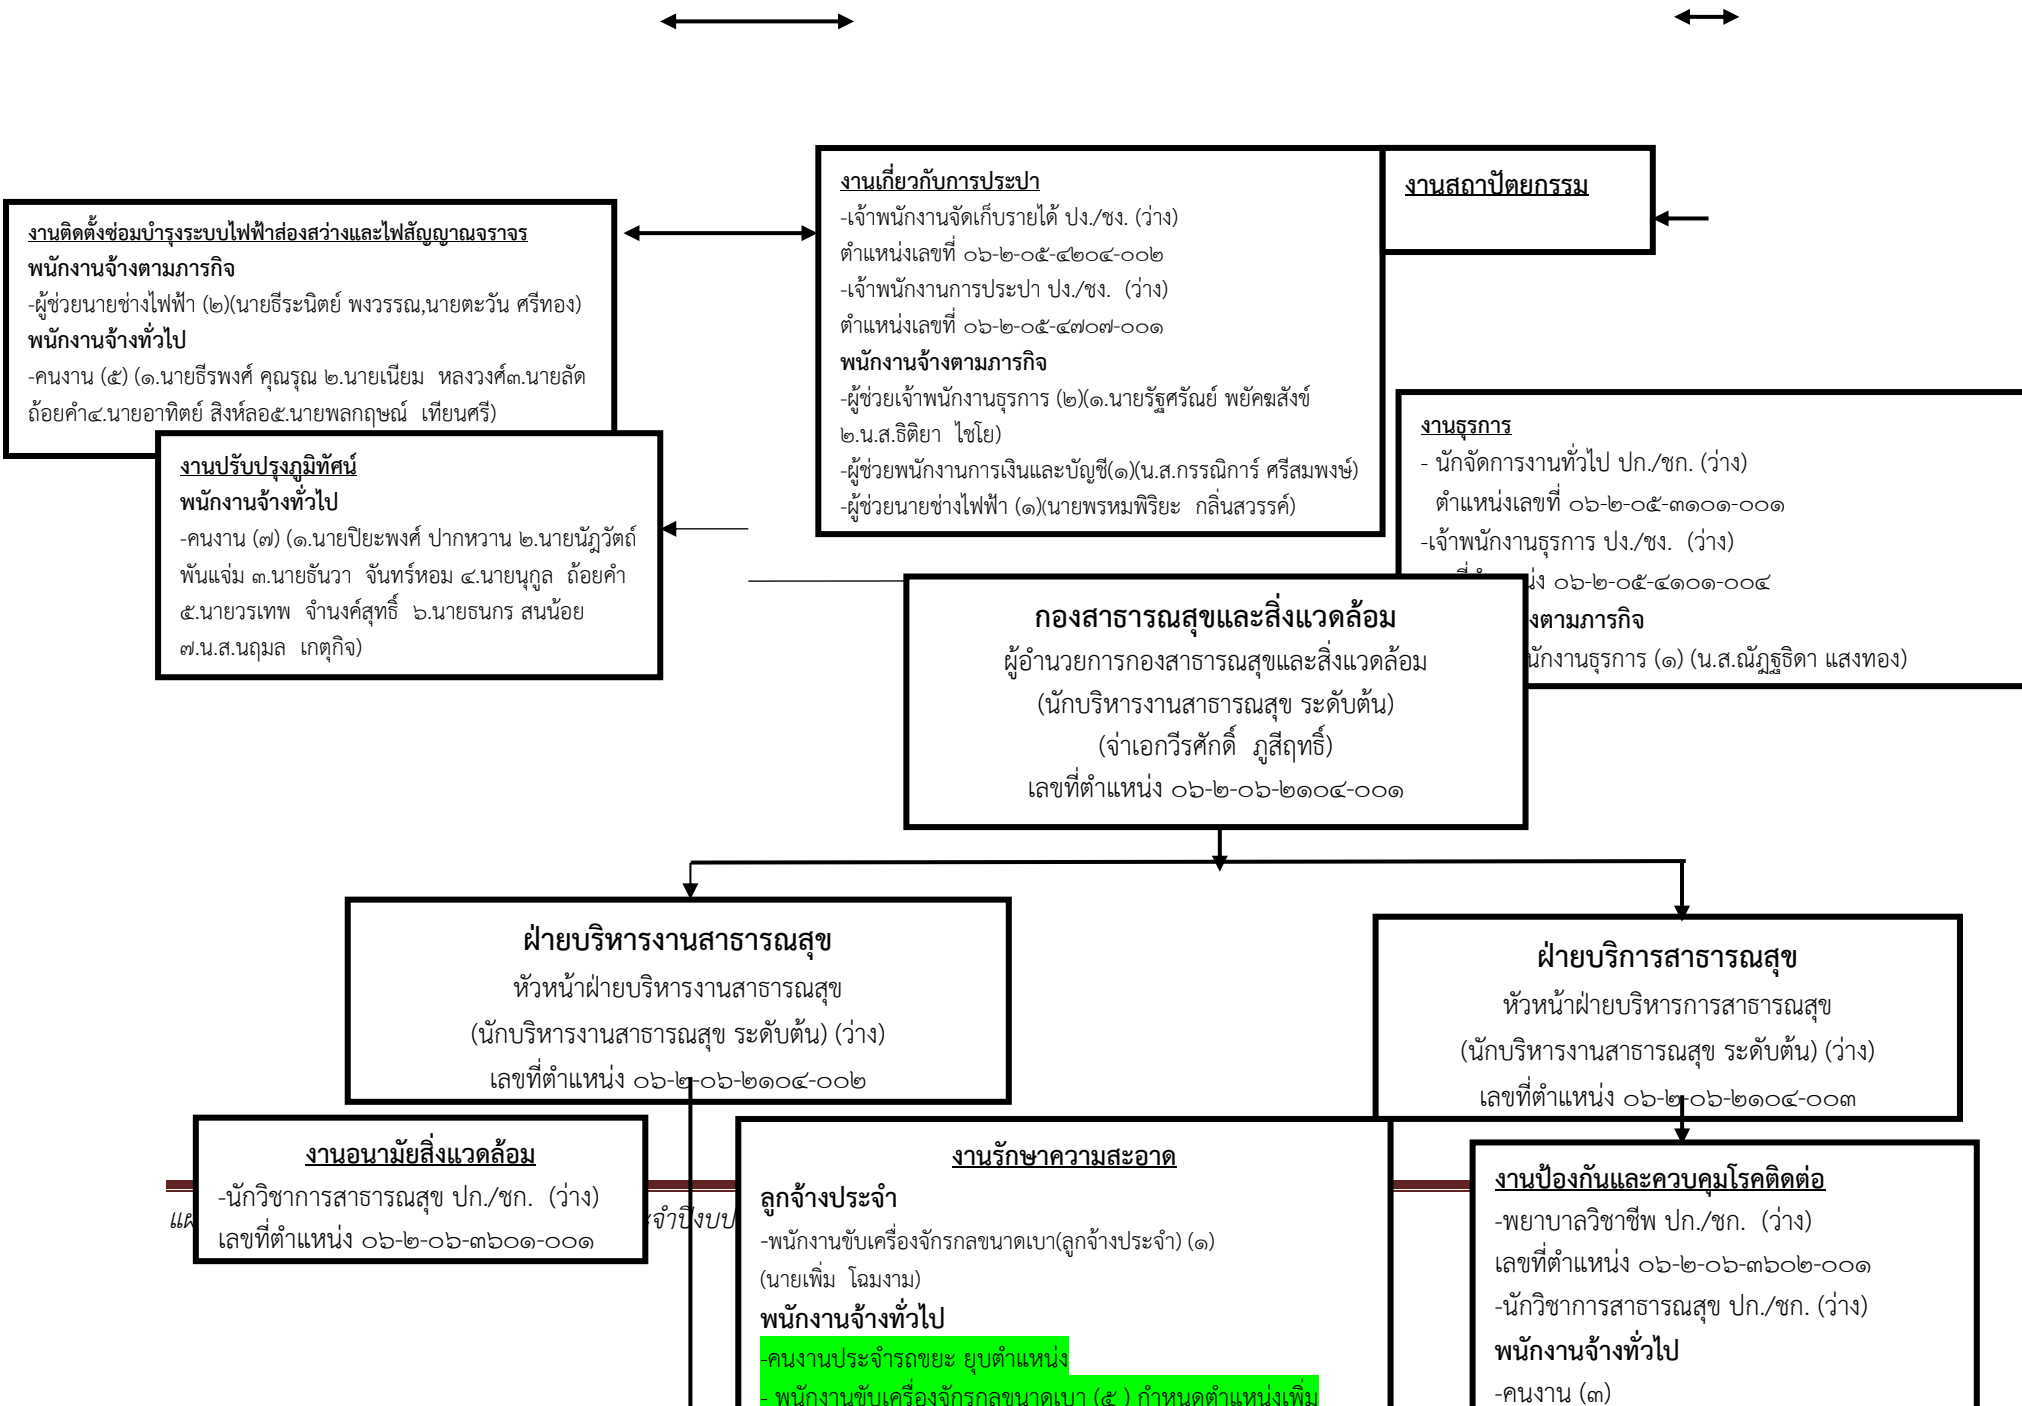 งานเกี่ยวกับการประปา
-เจ้าพนักงานจัดเก็บรายได้ ปง./ชง. (ว่าง)
ตำแหน่งเลขที่ ๐๖-๒-๐๕-๔๒๐๔-๐๐๒
-เจ้าพนักงานการประปา ปง./ชง. (ว่าง)
ตำแหน่งเลขที่ ๐๖-๒-๐๕-๔๗๐๗-๐๐๑
พนักงานจ้างตามภารกิจ
-ผู้ช่วยเจ้าพนักงานธุรการ (๒)(๑.นายรัฐศรัณย์ พยัคฆสังข์
๒.น.ส.ธิติยา ไชโย)
-ผู้ช่วยพนักงานการเงินและบัญชี(๑)(น.ส.กรรณิการ์ ศรีสมพงษ์)
-ผู้ช่วยนายช่างไฟฟ้า (๑)(นายพรหมพิริยะ กลิ่นสวรรค์)
งานสถาปัตยกรรม
งานติดตั้งซ่อมบำรุงระบบไฟฟ้าส่องสว่างและไฟสัญญาณจราจร
พนักงานจ้างตามภารกิจ
-ผู้ช่วยนายช่างไฟฟ้า (๒)(นายธีระนิตย์ พงวรรณ,นายตะวัน ศรีทอง)
พนักงานจ้างทั่วไป
-คนงาน (๕) (๑.นายธีรพงศ์ คุณรุณ ๒.นายเนียม หลงวงศ์๓.นายลัด
ถ้อยคำ๔.นายอาทิตย์ สิงห์ลอ๕.นายพลกฤษณ์ เทียนศรี)
งานปรับปรุงภูมิทัศน์
พนักงานจ้างทั่วไป
-คนงาน (๗) (๑.นายปิยะพงศ์ ปากหวาน ๒.นายนัฎวัตถ์
พันแจ่ม ๓.นายธันวา จันทร์หอม ๔.นายนุกูล ถ้อยคำ
๕.นายวรเทพ จำนงค์สุทธิ์ ๖.นายธนกร สนน้อย
๗.น.ส.นฤมล เกตุกิจ)
งานธุรการ
- นักจัดการงานทั่วไป ปก./ชก. (ว่าง)
ตำแหน่งเลขที่ ๐๖-๒-๐๕-๓๑๐๑-๐๐๑
-เจ้าพนักงานธุรการ ปง./ชง. (ว่าง)
๐๖-๒-๐๕-๔๑๐๑-๐๐๔
งตามภารกิจ
นักงานธุรการ (๑) (น.ส.ณัฏฐธิดา แสงทอง)
กองสาธารณสุขและสิ่งแวดล้อม
ผู้อำนวยการกองสาธารณสุขและสิ่งแวดล้อม
(นักบริหารงานสาธารณสุข ระดับต้น)
(จ่าเอกวีรศักดิ์ ภูสีฤทธิ์)
เลขที่ตำแหน่ง ๐๖-๒-๐๖-๒๑๐๔-๐๐๑
ฝ่ายบริหารงานสาธารณสุข
หัวหน้าฝ่ายบริหารงานสาธารณสุข
(นักบริหารงานสาธารณสุข ระดับต้น) (ว่าง)
เลขที่ตำแหน่ง ๐๖-๒-๐๖-๒๑๐๔-๐๐๒
ฝ่ายบริการสาธารณสุข
หัวหน้าฝ่ายบริหารการสาธารณสุข
(นักบริหารงานสาธารณสุข ระดับต้น) (ว่าง)
เลขที่ตำแหน่ง ๐๖-๒-๐๖-๒๑๐๔-๐๐๓
งานอนามัยสิ่งแวดล้อม
-นักวิชาการสาธารณสุข ปก./ชก. (ว่าง)
เลขที่ตำแหน่ง ๐๖-๒-๐๖-๓๖๐๑-๐๐๑
งานรักษาความสะอาด
ลูกจ้างประจำ
-พนักงานขับเครื่องจักรกลขนาดเบา(ลูกจ้างประจำ) (๑)
(นายเพิ่ม โฉมงาม)
พนักงานจ้างทั่วไป
-คนงานประจำรถขยะ ยุบตำแหน่ง
- พนักงานขับเครื่องจักรกลขนาดเบา (๕ ) กำหนดตำแหน่งเพิ่ม
งานป้องกันและควบคุมโรคติดต่อ
-พยาบาลวิชาชีพ ปก./ชก. (ว่าง)
เลขที่ตำแหน่ง ๐๖-๒-๐๖-๓๖๐๒-๐๐๑
-นักวิชาการสาธารณสุข ปก./ชก. (ว่าง)
พนักงานจ้างทั่วไป
-คนงาน (๓)